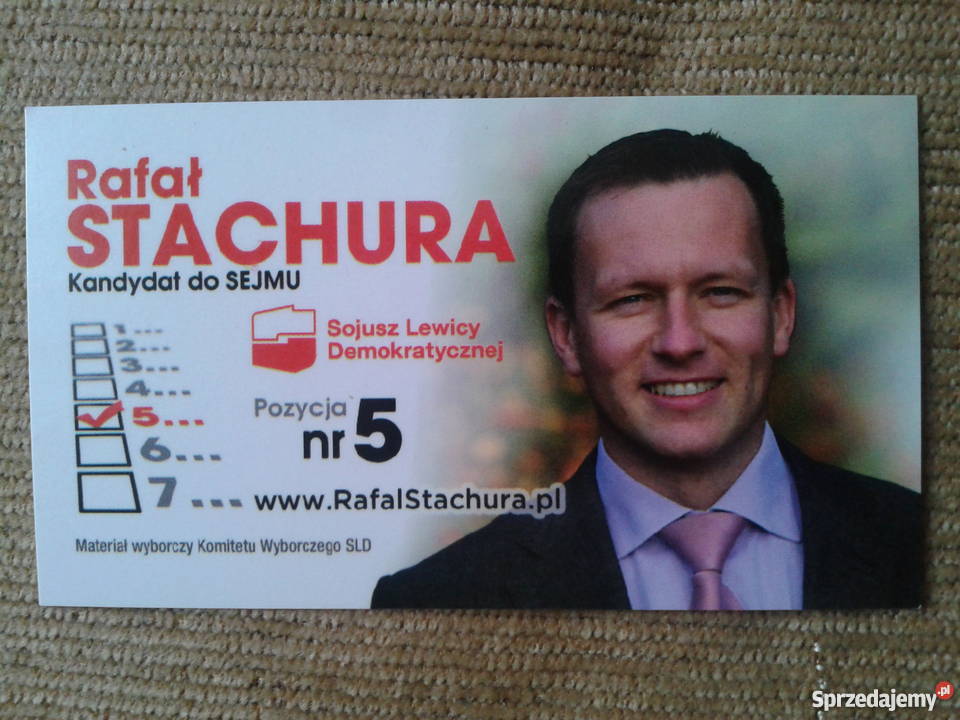 Rafał
STACHURA
Kandydat do SEJMU
1...
2...
3...
4...
5...
6...
7...
Sojusz Lewicy
Demokratycznej
Pozycja
nr 5
www.RafalStachura.pl
Materiał wyborczy Komitetu Wyborczego SLD
Sprzedajemy.pl